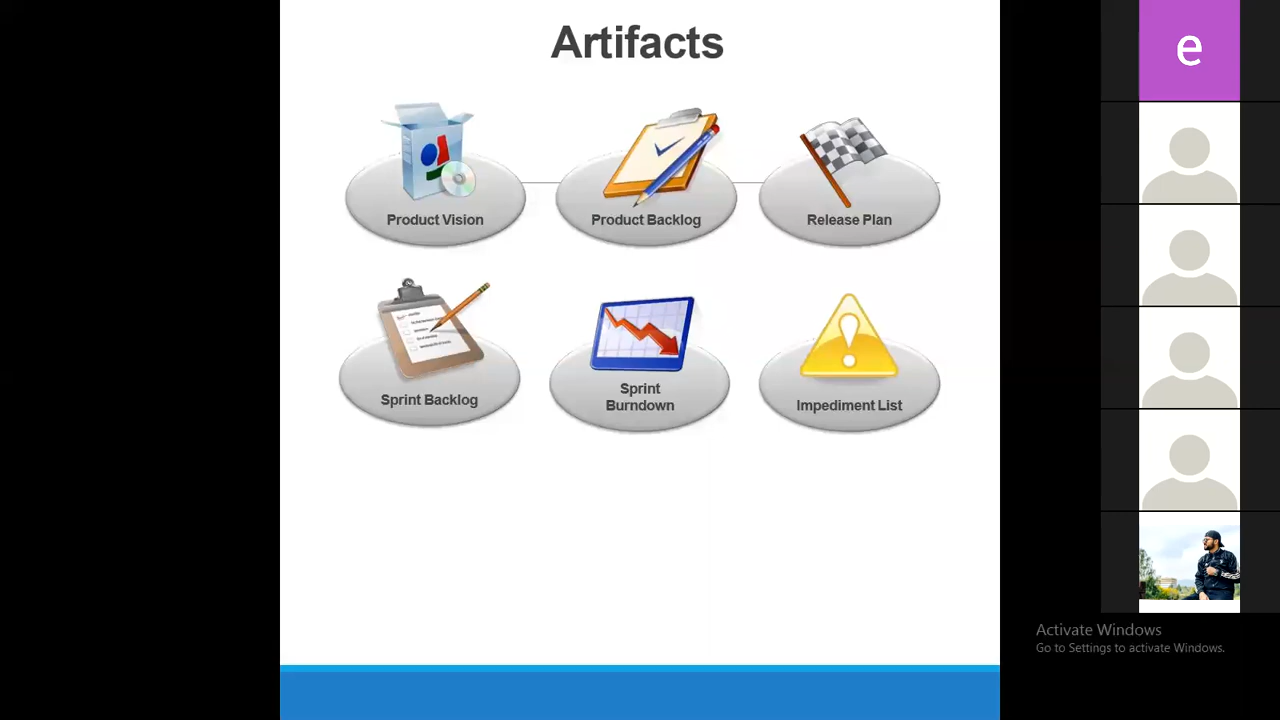 Artifacts
e
Product Vision
Product Backlog
Release Plan
Sprint Backlog
Sprint
Burndown
Impediment List
Activate Windows
Go to Settings to activate Windows.